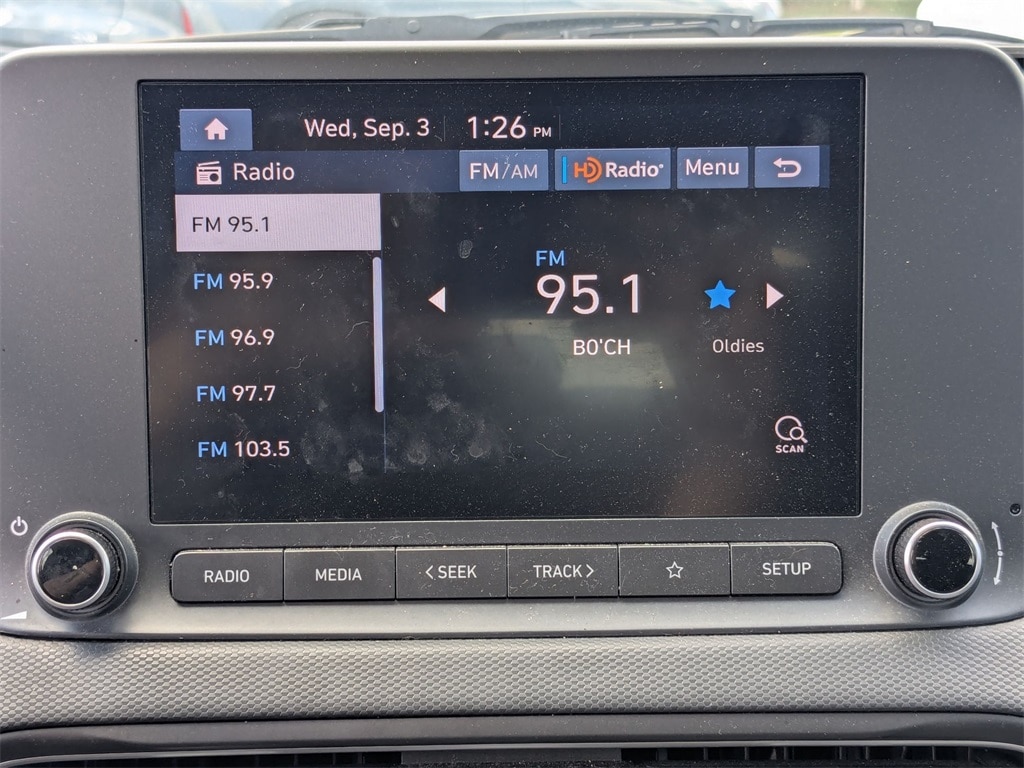 Wed, Sep. 3 1:26 PM
Radio FM/AM HD Radio® Menu
FM 95.1
FM 95.9
FM 96.9
FM 97.7
FM 103.5
FM
95.1
BO'CH Oldies
SCAN
RADIO MEDIA <SEEK TRACK> SETUP